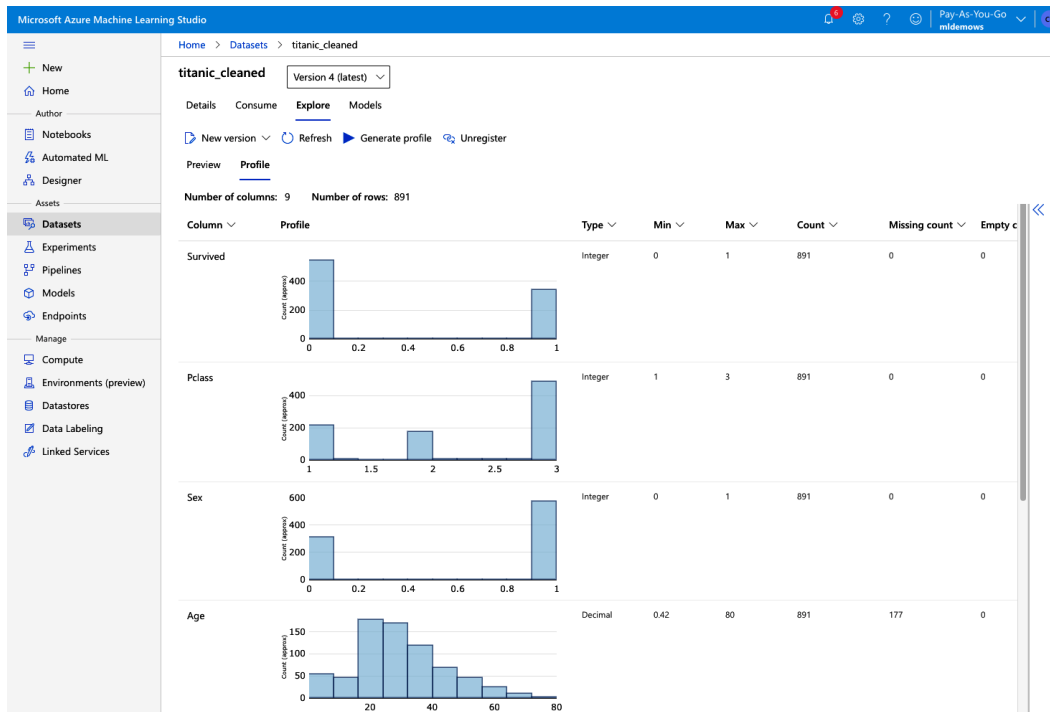 Microsoft Azure Machine Learning Studio
6
Pay-As-You-Go
mldemows
New
Home
Author
Notebooks
Automated ML
Designer
Assets
Datasets
Experiments
Pipelines
Models
Endpoints
Manage
Compute
Environments (preview)
Datastores
Data Labeling
Linked Services
Home > Datasets > titanic_cleaned
titanic_cleaned Version 4 (latest)
Details Consume Explore Models
New version Refresh Generate profile Unregister
Preview Profile
Number of columns: 9 Number of rows: 891
Column Profile Type Min Max Count Missing count Empty c
Survived Integer 0 1 891 0 0
Count (approx)
400
200
0
0 0.2 0.4 0.6 0.8 1
Pclass Integer 1 3 891 0 0
Count (approx)
400
200
0
1 1.5 2 2.5 3
Sex Integer 0 1 891 0 0
Count (approx)
600
400
200
0
0 0.2 0.4 0.6 0.8 1
Age Decimal 0.42 80 891 177 0
Count (approx)
150
100
50
0
20 40 60 80